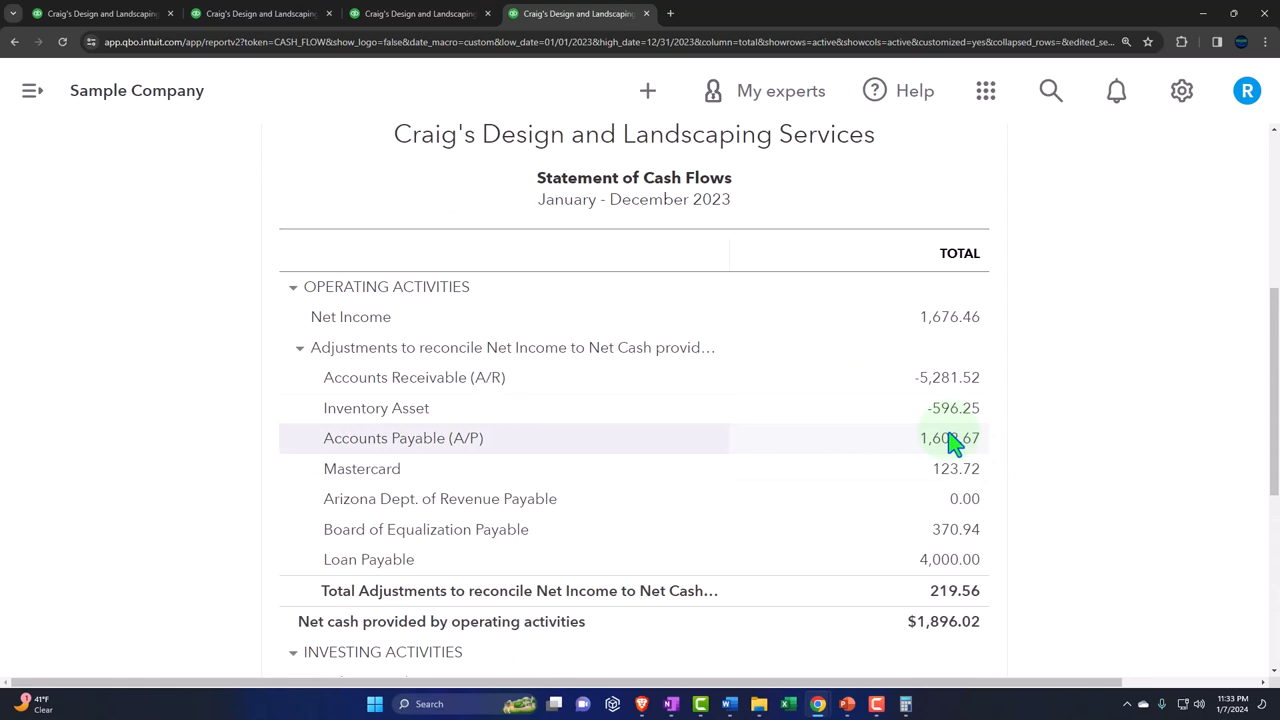 Craig's Design and Landscaping
Craig's Design and Landscaping
Craig's Design and Landscaping
Craig's Design and Landscaping
app.qbo.intuit.com/app/reportv2?token=CASH_FLOW&show_logo=false&date_macro=custom&low_date=01/01/2023&high_date=12/31/2023&column=total&showrows=active&showcols=active&customized=yes&collapsed_rows=&edited_s...
Sample Company
My experts
Help
R
Craig's Design and Landscaping Services
Statement of Cash Flows
January - December 2023
TOTAL
OPERATING ACTIVITIES
Net Income 1,676.46
Adjustments to reconcile Net Income to Net Cash provid...
Accounts Receivable (A/R) -5,281.52
Inventory Asset -596.25
Accounts Payable (A/P)
Mastercard 123.72
Arizona Dept. of Revenue Payable 0.00
Board of Equalization Payable 370.94
Loan Payable 4,000.00
Total Adjustments to reconcile Net Income to Net Cash... 219.56
Net cash provided by operating activities $1,896.02
INVESTING ACTIVITIES
41°F
Clear
Search
11:33 PM
1/7/2024